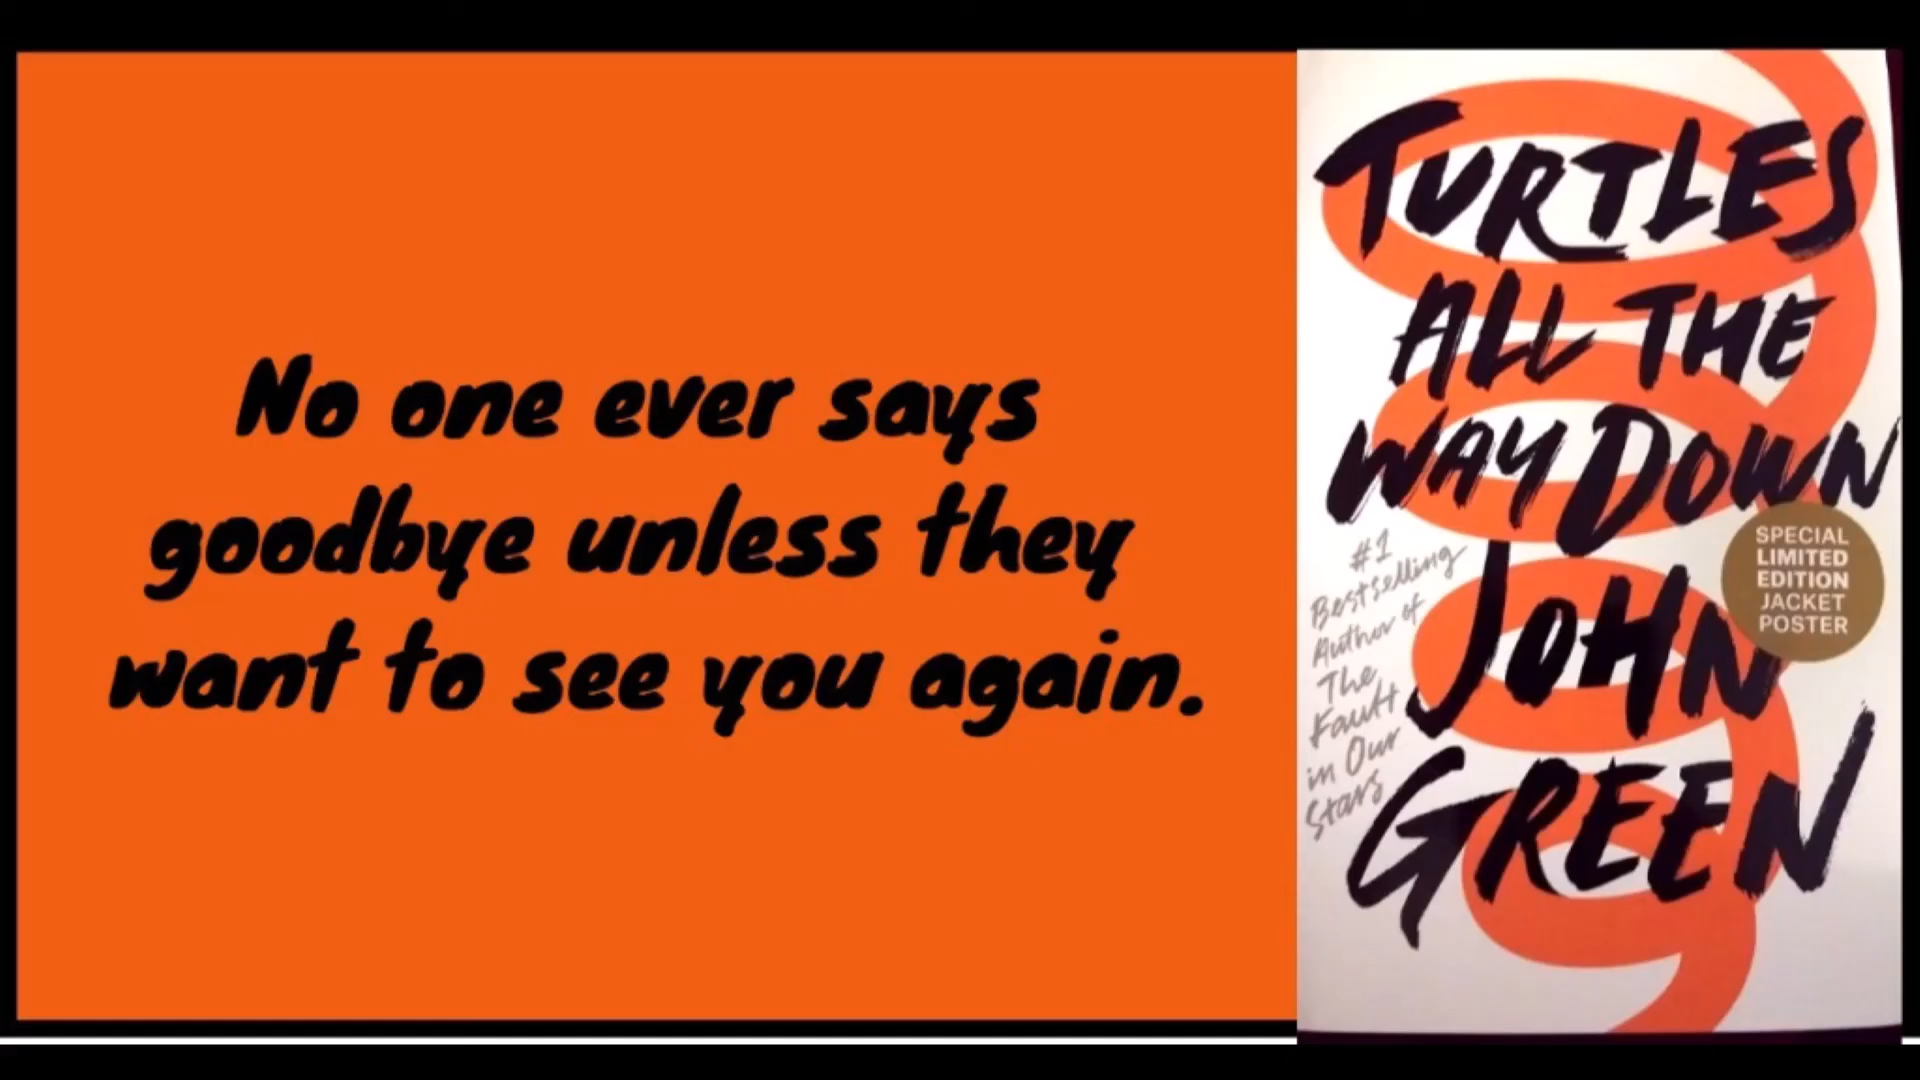 No one ever says
goodbye unless they
want to see you again.
TURTLES
ALL THE
WAY DOWN
#1
Bestselling
Author of
The
Fault
in Our
Stars
JOHN
GREEN
SPECIAL
LIMITED
EDITION
JACKET
POSTER